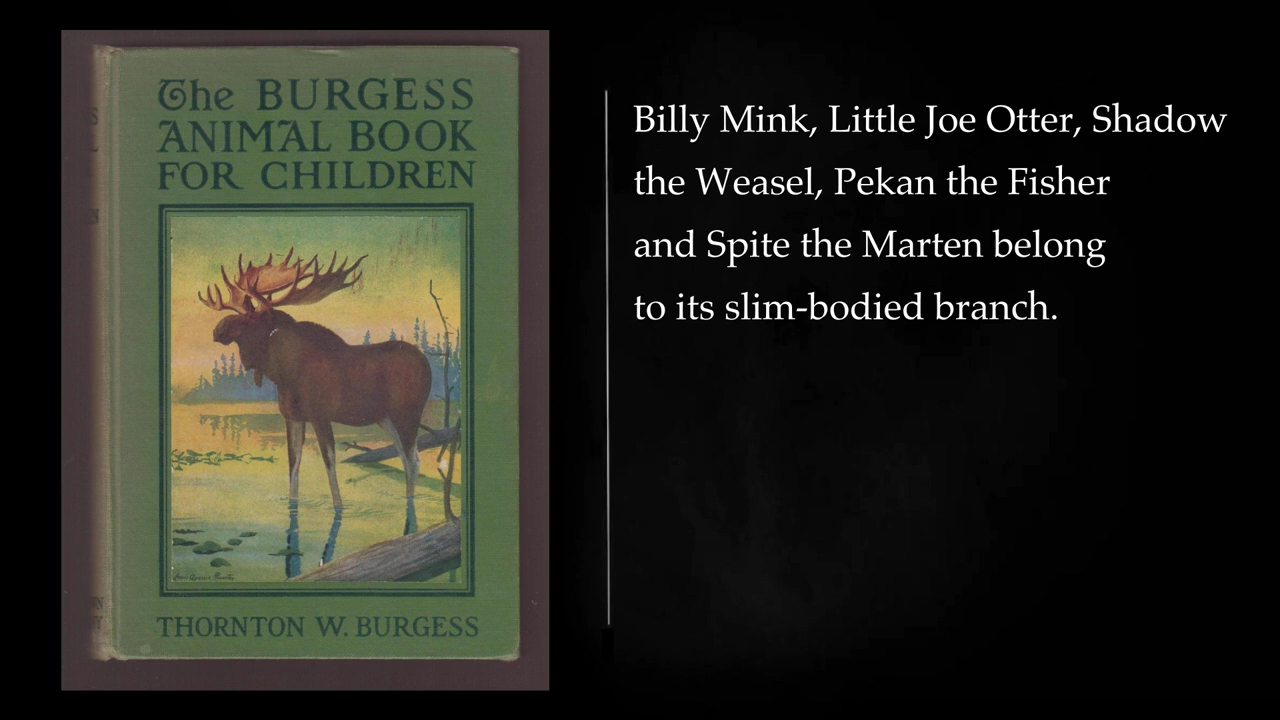 The BURGESS
ANIMAL BOOK
FOR CHILDREN
THORNTON W. BURGESS
Billy Mink, Little Joe Otter, Shadow
the Weasel, Pekan the Fisher
and Spite the Marten belong
to its slim-bodied branch.